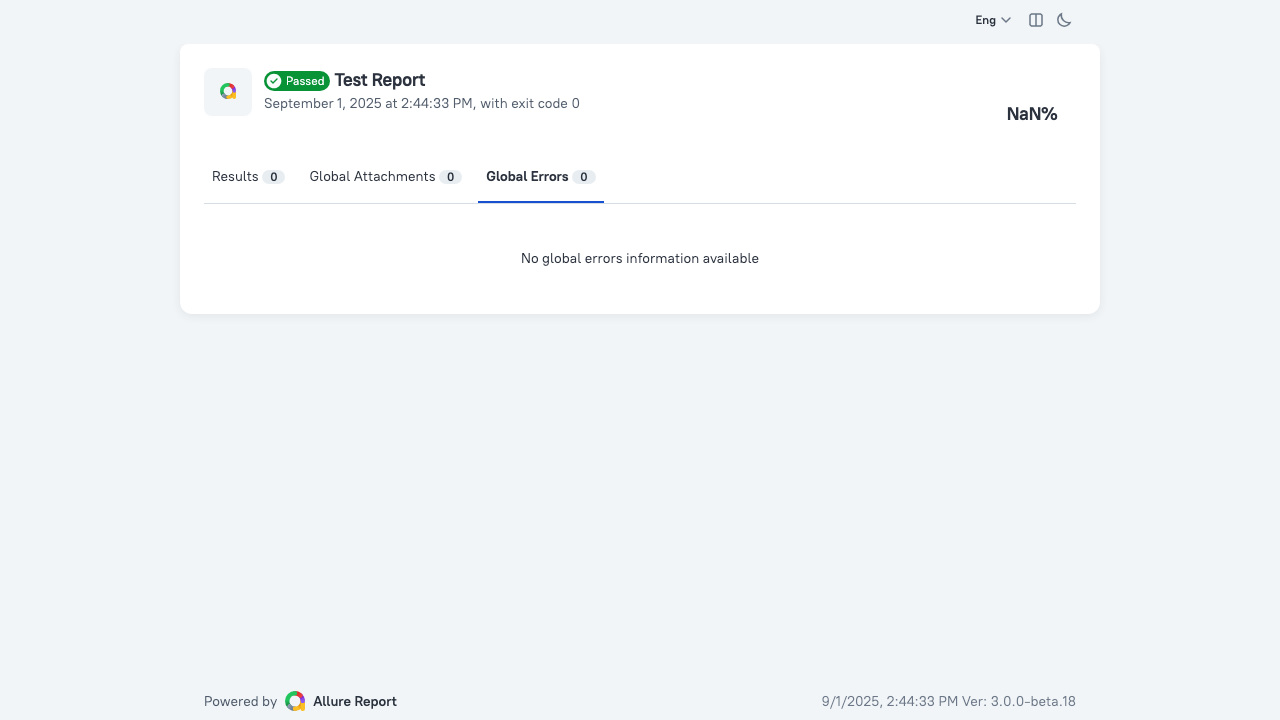 Eng
Passed Test Report
September 1, 2025 at 2:44:33 PM, with exit code 0
NaN%
Results 0 Global Attachments 0 Global Errors 0
No global errors information available
Powered by Allure Report
9/1/2025, 2:44:33 PM Ver: 3.0.0-beta.18